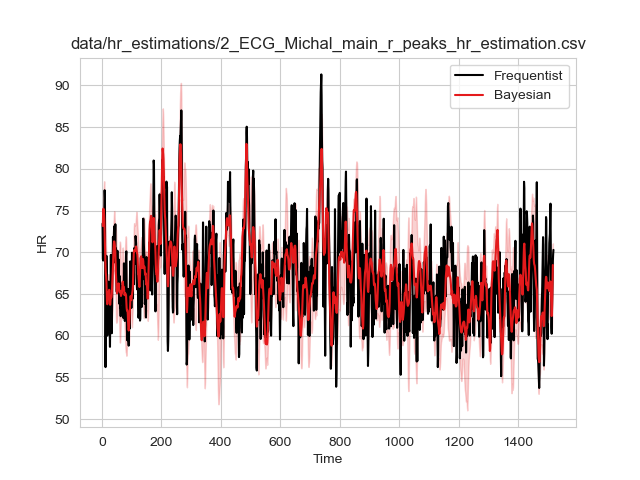 data/hr_estimations/2_ECG_Michal_main_r_peaks_hr_estimation.csv
Frequentist
Bayesian
90
85
80
75
70
65
60
55
50
HR
0 200 400 600 800 1000 1200 1400
Time